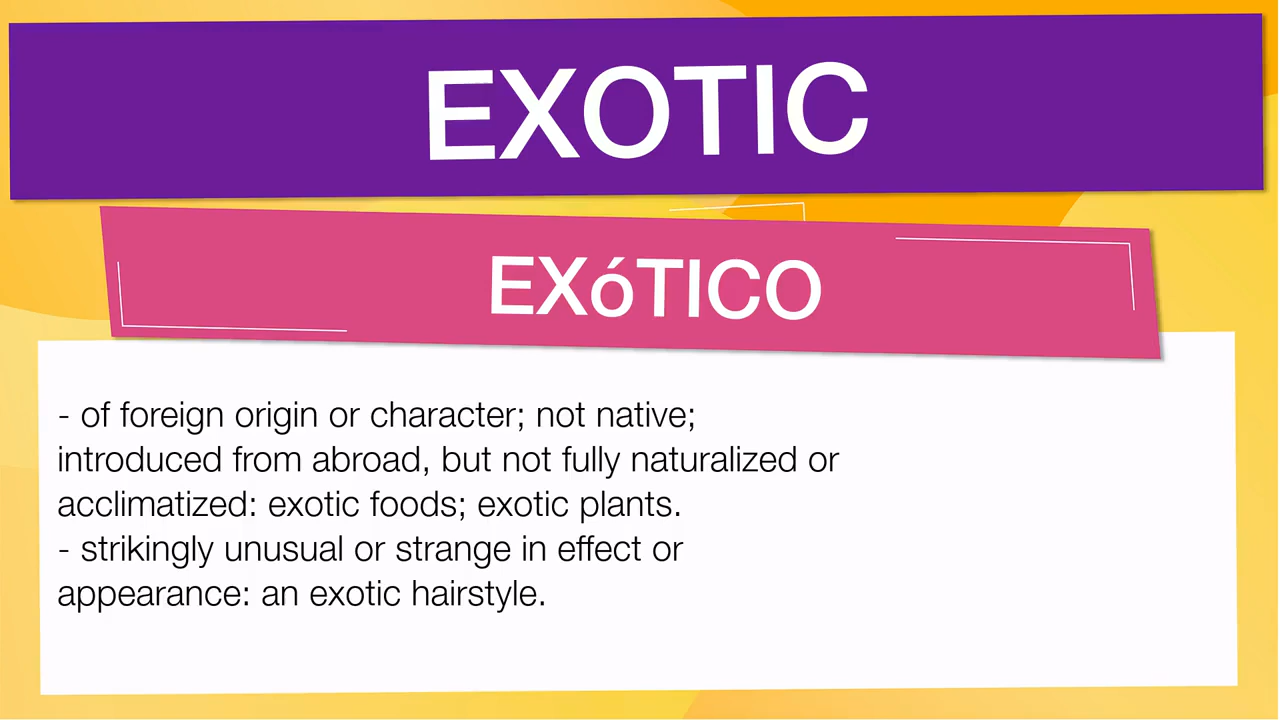 EXOTIC
EXóTICO
- of foreign origin or character; not native;
introduced from abroad, but not fully naturalized or
acclimatized: exotic foods; exotic plants.
- strikingly unusual or strange in effect or
appearance: an exotic hairstyle.